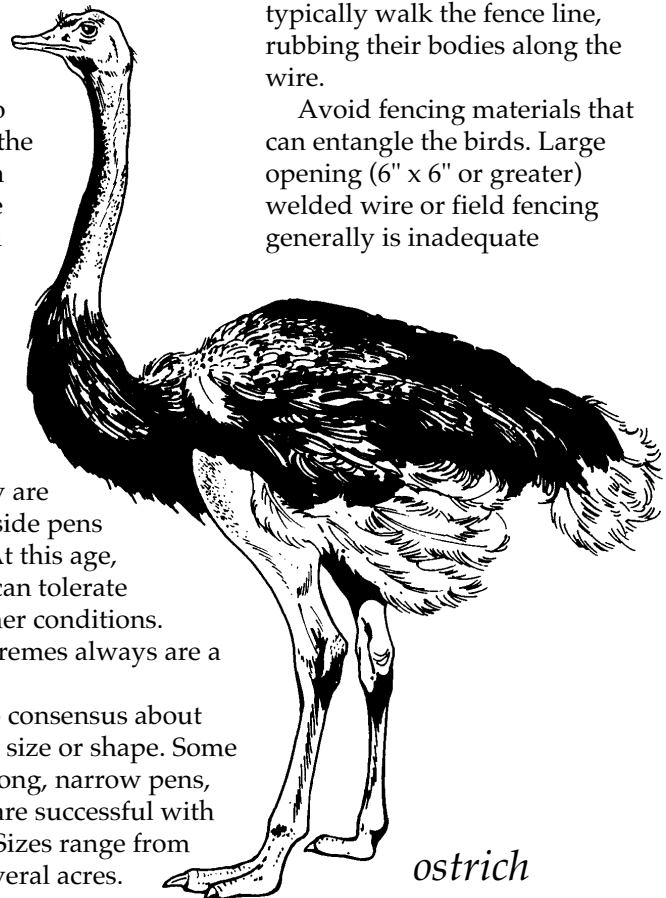 the
are
side pens
At this age,
can tolerate
her conditions.
remes always are a
consensus about
size or shape. Some
ong, narrow pens,
are successful with
Sizes range from
veral acres.
typically walk the fence line,
rubbing their bodies along the
wire.
Avoid fencing materials that
can entangle the birds. Large
opening (6" x 6" or greater)
welded wire or field fencing
generally is inadequate
ostrich